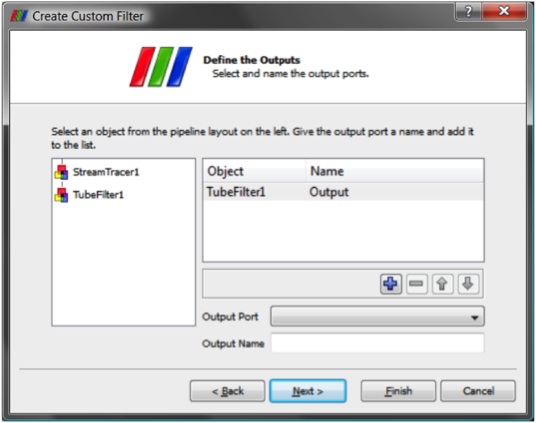 Create Custom Filter
Define the Outputs
Select and name the output ports.
Select an object from the pipeline layout on the left. Give the output port a name and add it
to the list.
StreamTracer1
TubeFilter1
Object Name
TubeFilter1 Output
Output Port
Output Name
< Back Next > Finish Cancel